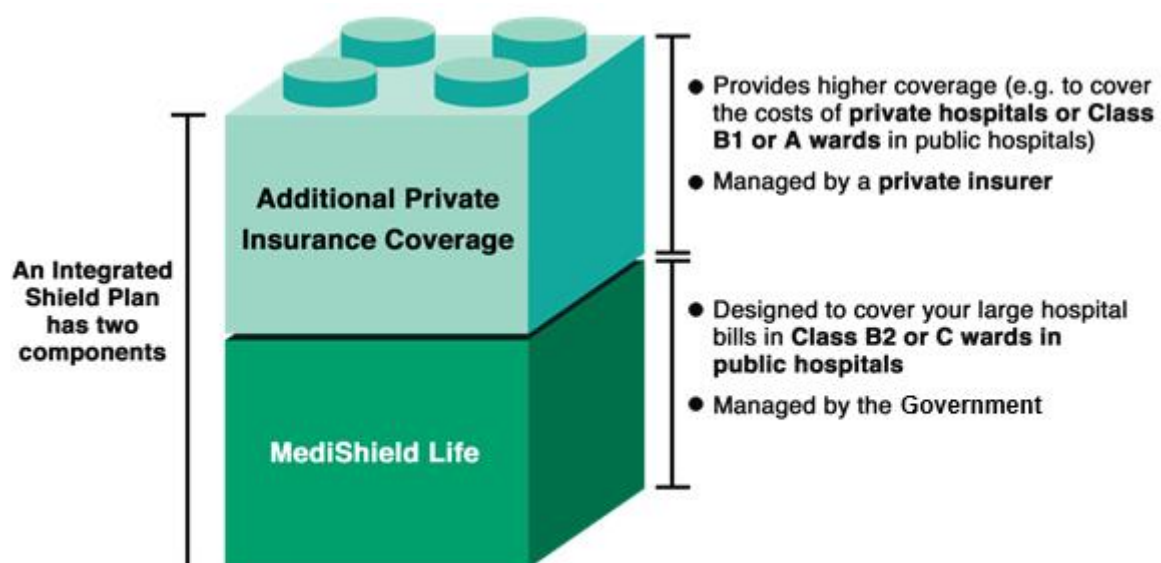 An Integrated
Shield Plan
has two
components
Additional Private
Insurance Coverage
MediShield Life
● Provides higher coverage (e.g. to cover
the costs of private hospitals or Class
B1 or A wards in public hospitals)
● Managed by a private insurer
● Designed to cover your large hospital
bills in Class B2 or C wards in
public hospitals
● Managed by the Government